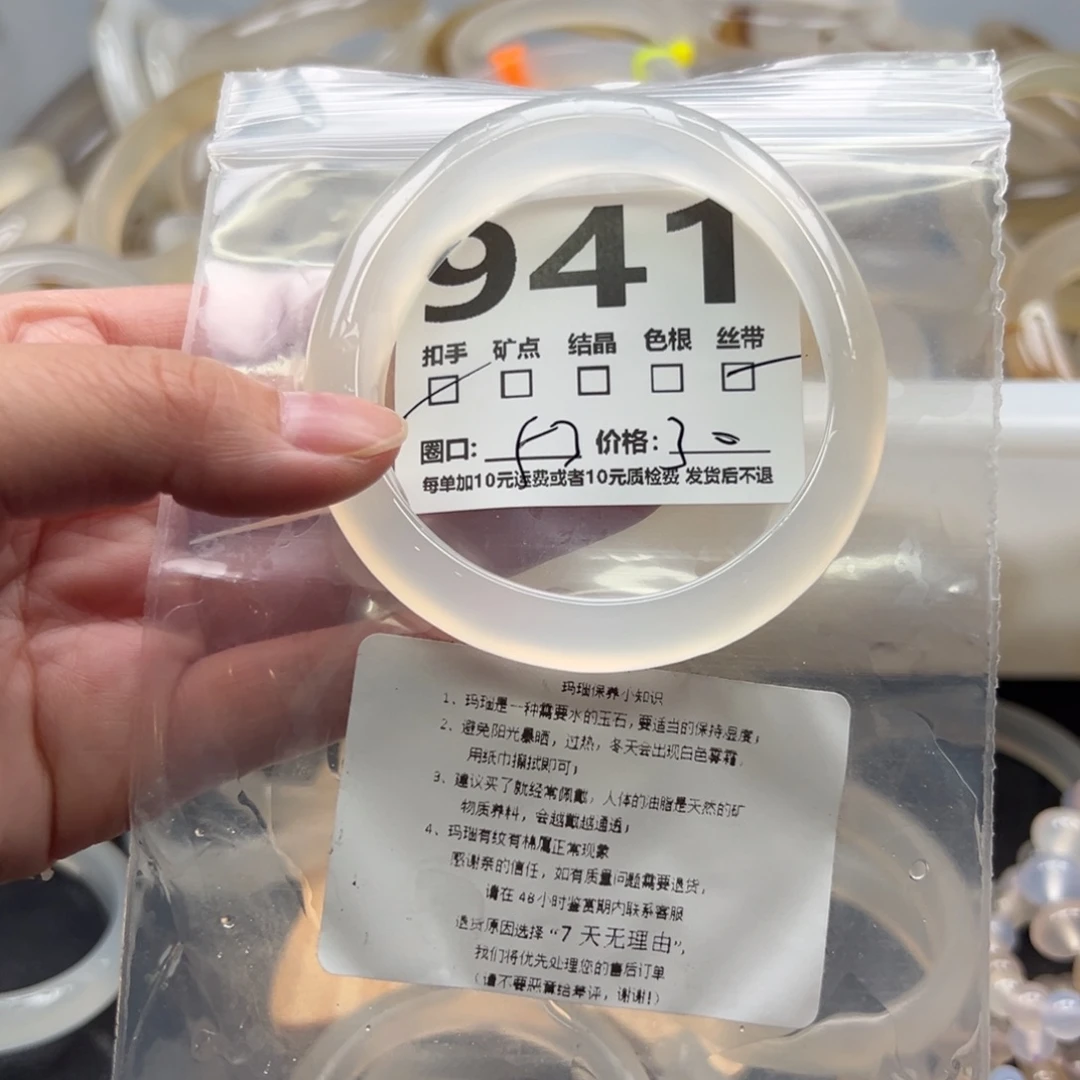 941
扣手 矿点 结晶 色根 丝带
圈口: 价格:
每单加10元运费或者10元质检费 发货后不退
玛瑙保养小知识
1、玛瑙是一种需要水的玉石，要适当的保持湿度；
2、避免阳光暴晒，过热，冬天会出现白色雾霜，
用纸巾擦拭即可；
3、建议买了就经常佩戴，人体的油脂是天然的矿
物质养料，会越戴越通透；
4、玛瑙有纹有棉属正常现象
感谢亲的信任，如有质量问题需要退货，
请在48小时鉴赏期内联系客服
退货原因选择“7天无理由”，
我们将优先处理您的售后订单
（请不要恶意给差评，谢谢！）